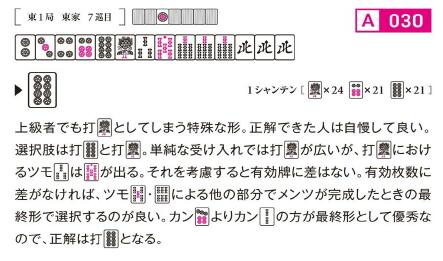 東1局 東家 7巡目
A 030
1シャンテン [ ×24 ×21 ×21 ]
上級者でも打 としてしまう特殊な形。正解できた人は自慢して良い。
選択肢は打 と打 。単純な受け入れでは打 が広いが、打 におけ
るツモ は が出る。それを考慮すると有効牌に差はない。有効枚数に
差がなければ、ツモ ・ による他の部分でメンツが完成したときの最
終形で選択するのが良い。カン よりカン の方が最終形として優秀な
ので、正解は打 となる。